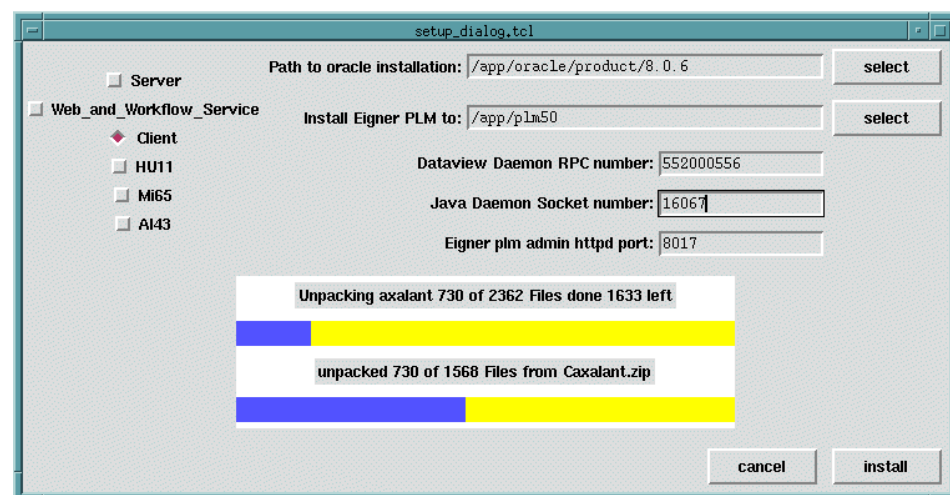 setup_dialog.tcl
Server
Web_and_Workflow_Service
Client
HU11
Mi65
AI43
Path to oracle installation: /app/oracle/product/8.0.6 select
Install Eigner PLM to: /app/plm50 select
Dataview Daemon RPC number: 552000556
Java Daemon Socket number: 16067
Eigner plm admin httpd port: 8017
Unpacking axalant 730 of 2362 Files done 1633 left
unpacked 730 of 1568 Files from Caxalant.zip
cancel install